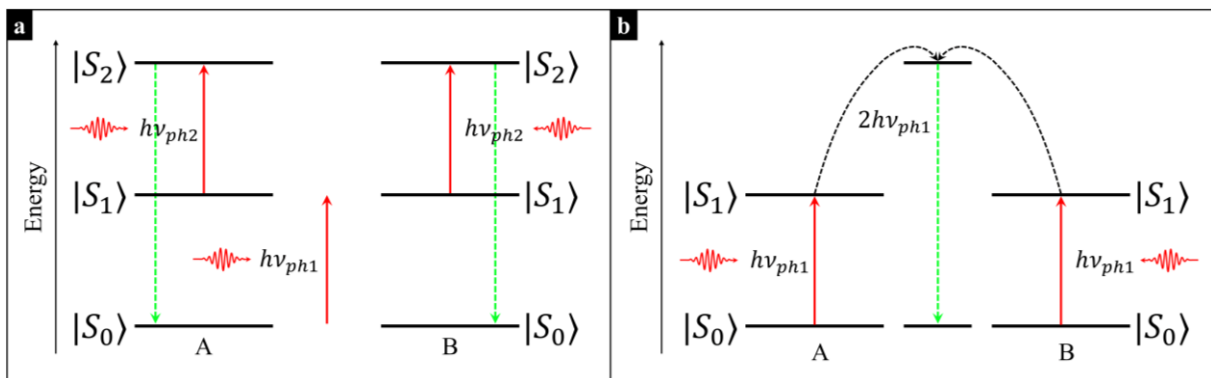 a
Energy
|S₂⟩
|S₂⟩
hν_ph2
hν_ph2
|S₁⟩
|S₁⟩
hν_ph1
|S₀⟩
|S₀⟩
A
B
b
Energy
2hν_ph1
|S₁⟩
|S₁⟩
hν_ph1
hν_ph1
|S₀⟩
|S₀⟩
A
B